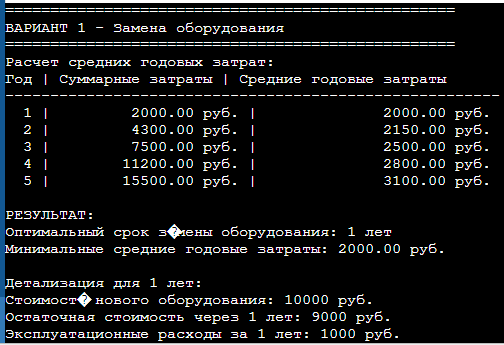 ==================================================
ВАРИАНТ 1 - Замена оборудования
==================================================
Расчет средних годовых затрат:
Год | Суммарные затраты | Средние годовые затраты
-------------------------------------------------------
1 | 2000.00 руб. | 2000.00 руб.
2 | 4300.00 руб. | 2150.00 руб.
3 | 7500.00 руб. | 2500.00 руб.
4 | 11200.00 руб. | 2800.00 руб.
5 | 15500.00 руб. | 3100.00 руб.
РЕЗУЛЬТАТ:
Оптимальный срок з�мены оборудования: 1 лет
Минимальные средние годовые затраты: 2000.00 руб.
Детализация для 1 лет:
Стоимост� нового оборудования: 10000 руб.
Остаточная стоимость через 1 лет: 9000 руб.
Эксплуатационные расходы за 1 лет: 1000 руб.